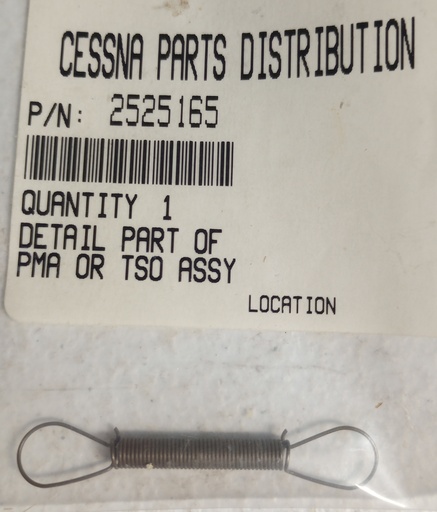 CESSNA PARTS DISTRIBUTION
P/N: 2525165
QUANTITY 1
DETAIL PART OF
PMA OR TSO ASSY
LOCATION